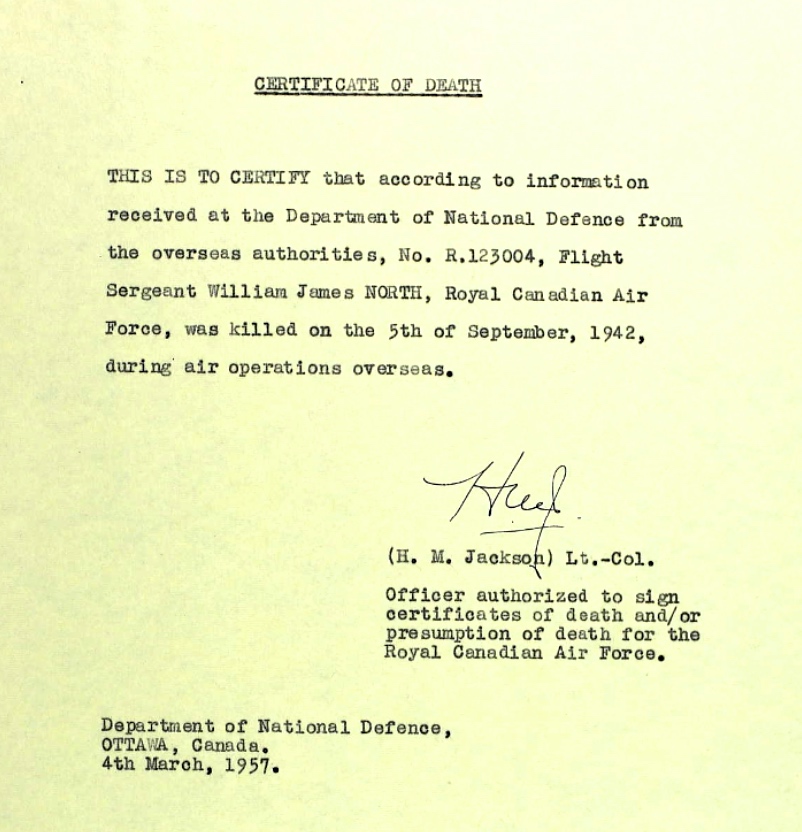 CERTIFICATE OF DEATH
THIS IS TO CERTIFY that according to information
received at the Department of National Defence from
the overseas authorities, No. R.123004, Flight
Sergeant William James NORTH, Royal Canadian Air
Force, was killed on the 5th of September, 1942,
during air operations overseas.
(H. M. Jackson) Lt.-Col.
Officer authorized to sign
certificates of death and/or
presumption of death for the
Royal Canadian Air Force.
Department of National Defence,
OTTAWA, Canada.
4th March, 1957.